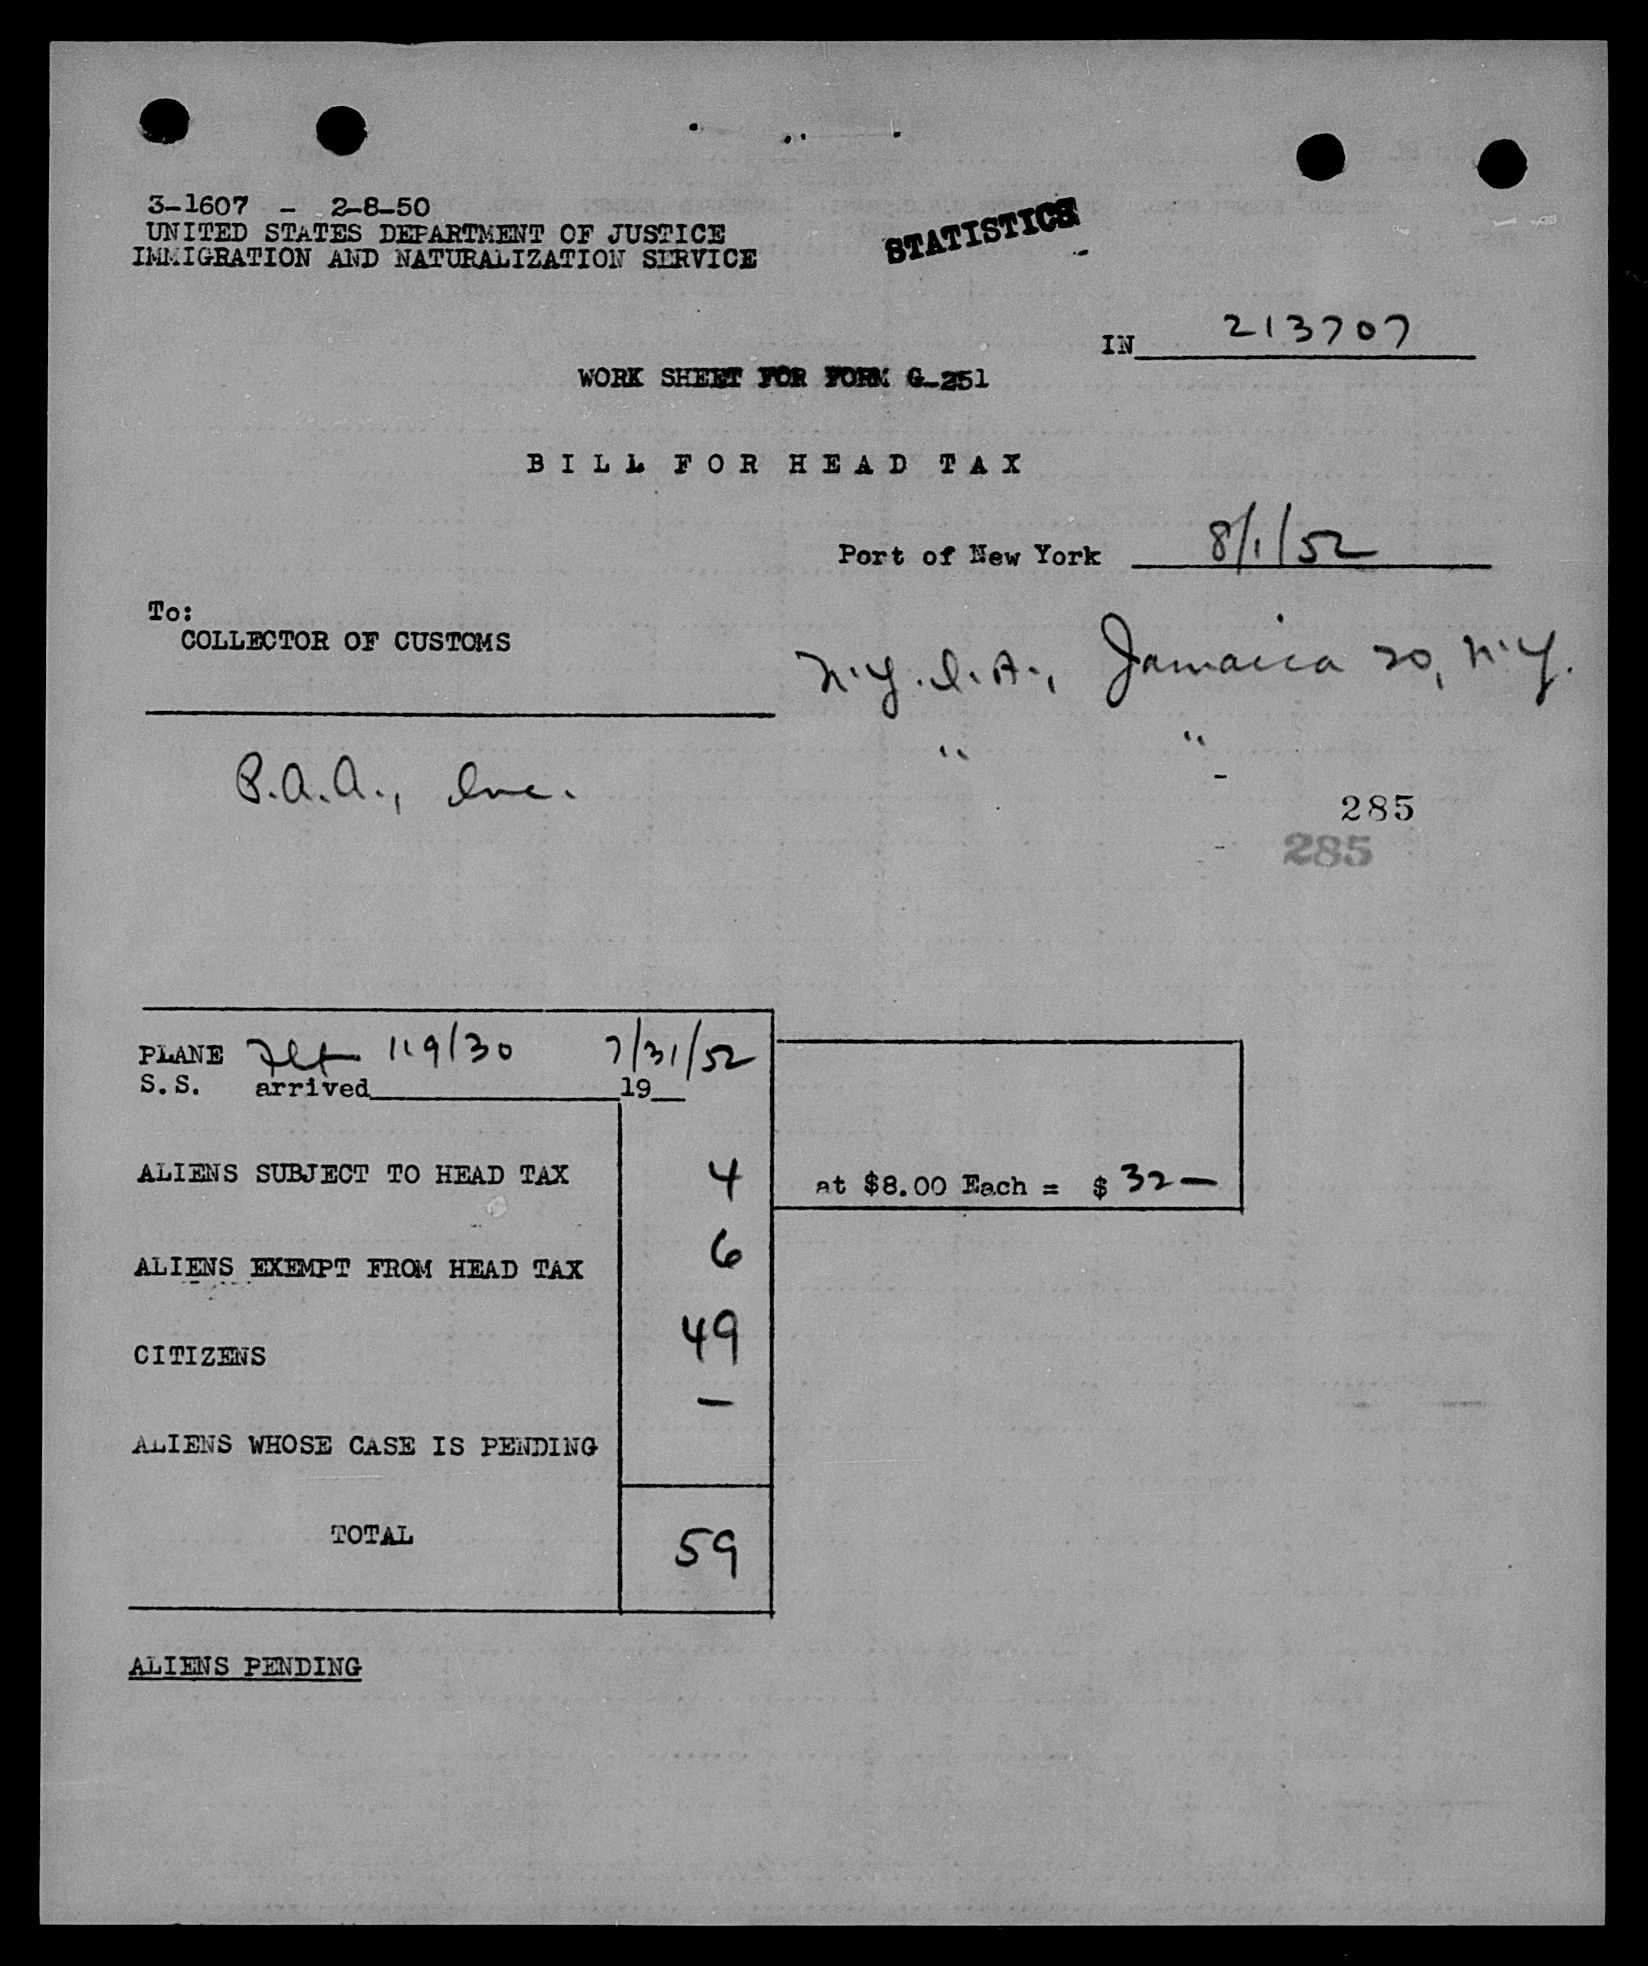 3-1607 - 2-8-50
UNITED STATES DEPARTMENT OF JUSTICE
IMMIGRATION AND NATURALIZATION SERVICE
STATISTICS
IN 213707
WORK SHEET FOR FORM G-251
BILL FOR HEAD TAX
Port of New York 8/1/52
To:
COLLECTOR OF CUSTOMS
N.Y.I.A., Jamaica 20, N.Y.
" "
P.A.A., Inc.
285
285
PLANE Flt 119/30 7/31/52
S.S. arrived 19
ALIENS SUBJECT TO HEAD TAX 4 at $8.00 Each = $ 32 —
ALIENS EXEMPT FROM HEAD TAX 6
CITIZENS 49
—
ALIENS WHOSE CASE IS PENDING
TOTAL 59
ALIENS PENDING